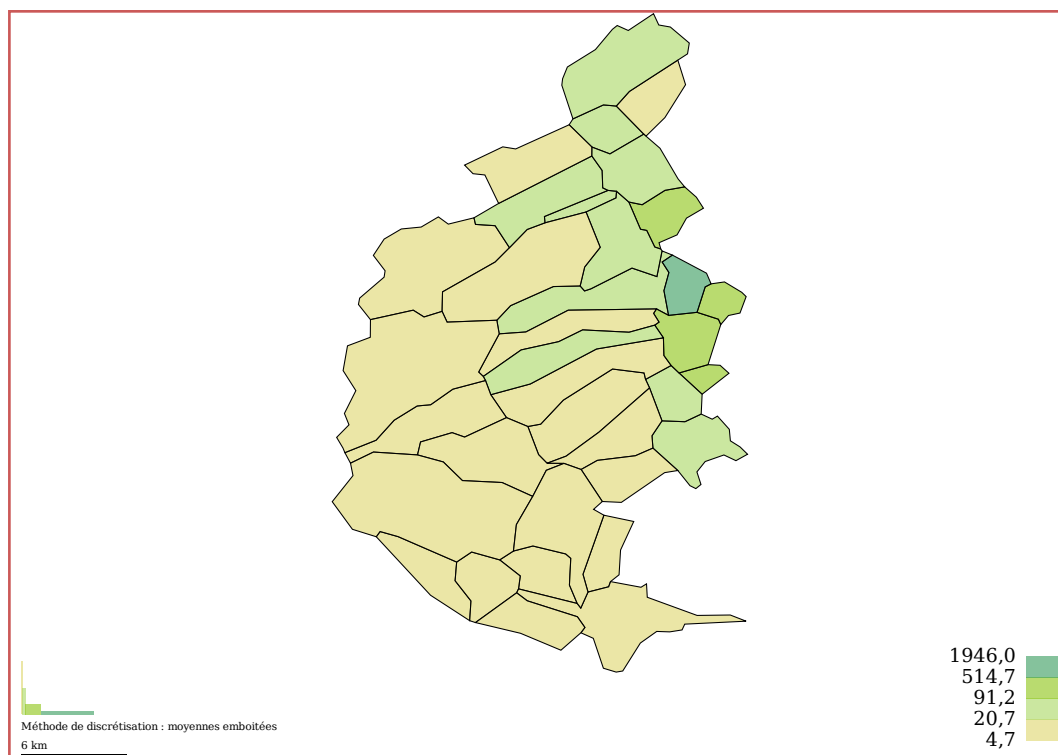 1946,0
514,7
91,2
20,7
4,7
Méthode de discrétisation : moyennes emboitées
6 km